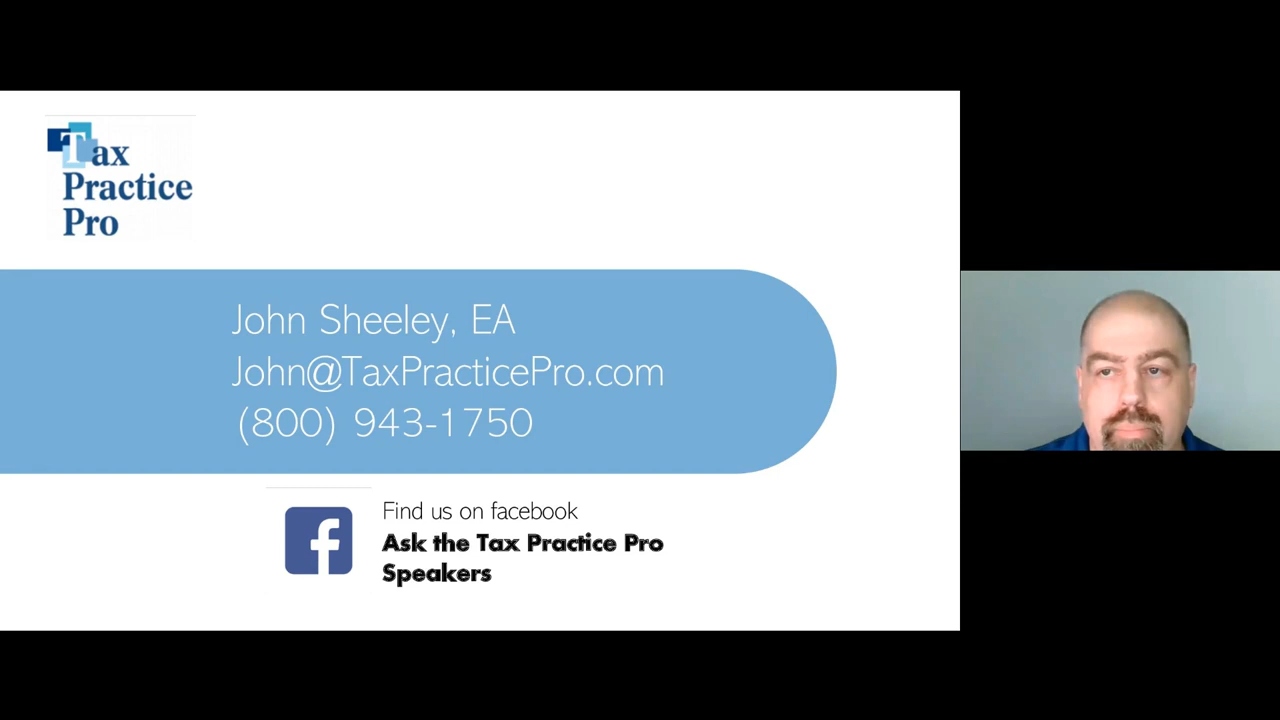 Tax
Practice
Pro
John Sheeley, EA
John@TaxPracticePro.com
(800) 943-1750
Find us on facebook
Ask the Tax Practice Pro
Speakers